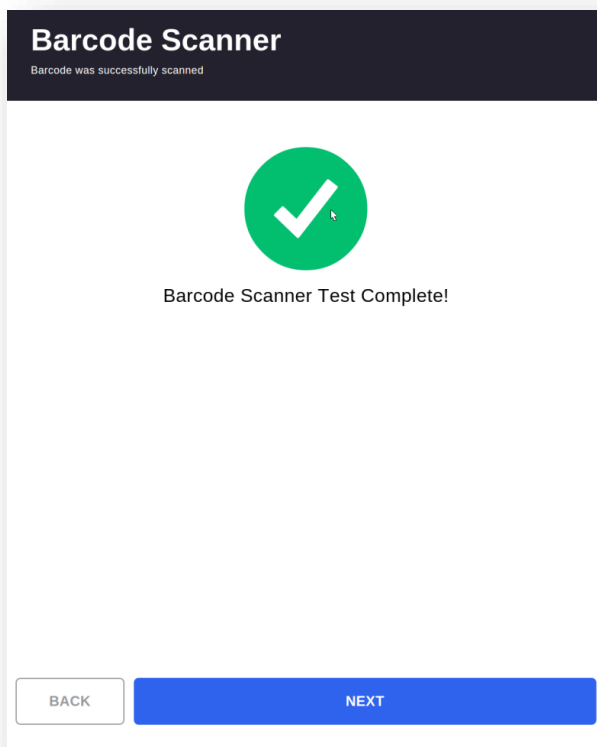 Barcode Scanner
Barcode was successfully scanned
Barcode Scanner Test Complete!
BACK
NEXT